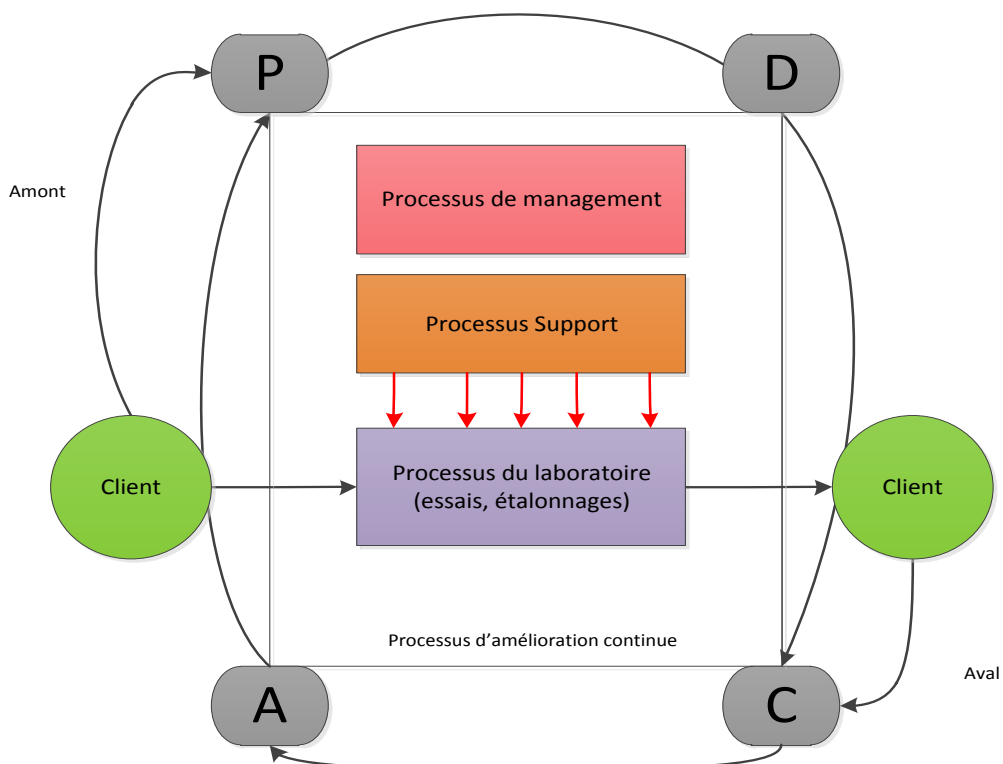 P
D
Processus de management
Amont
Processus Support
Client
Processus du laboratoire
(essais, étalonnages)
Client
Processus d’amélioration continue
Aval
A
C